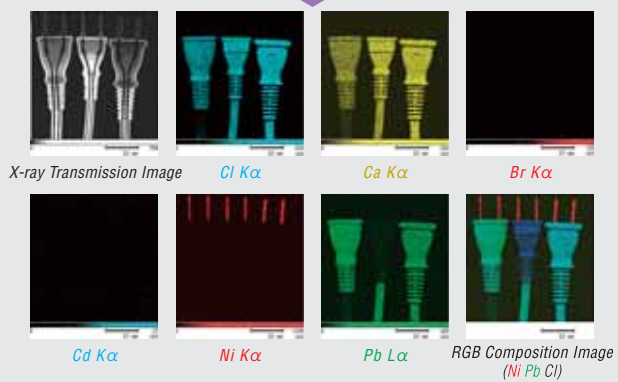 X-ray Transmission Image
Cl Kα
Ca Kα
Br Kα
Cd Kα
Ni Kα
Pb Lα
RGB Composition Image
(Ni Pb Cl)